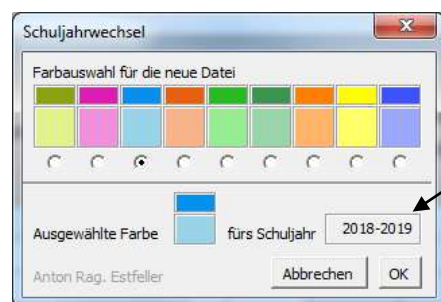 Schuljahrwechsel
Farbauswahl für die neue Datei
Ausgewählte Farbe fürs Schuljahr 2018-2019
Anton Rag. Estfeller Abbrechen OK